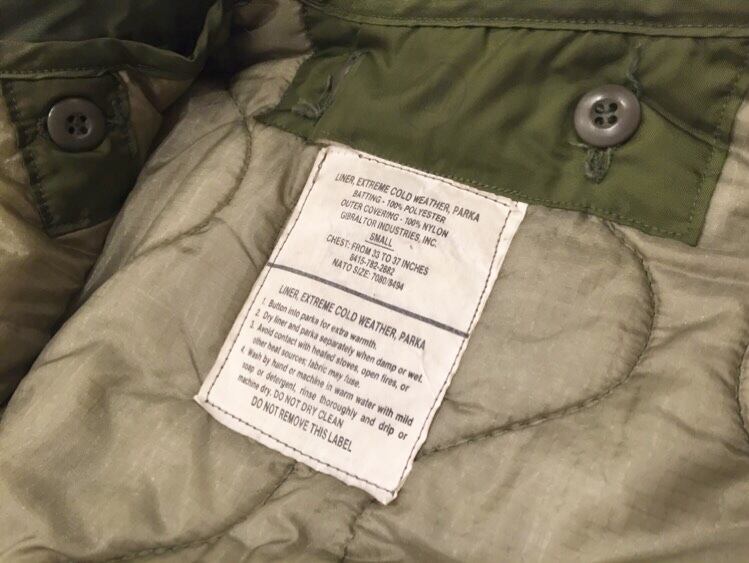 LINER, EXTREME COLD WEATHER, PARKA
BATTING - 100% POLYESTER
OUTER COVERING - 100% NYLON
GIBRALTOR INDUSTRIES, INC.
SMALL
CHEST: FROM 33 TO 37 INCHES
8415-782-2882
NATO SIZE: 7080/8494
LINER, EXTREME COLD WEATHER, PARKA
1. Button into parka for extra warmth.
2. Dry liner and parka separately when damp or wet.
3. Avoid contact with heated stoves, open fires, or
other heat sources; fabric may fuse.
4. Wash by hand or machine in warm water with mild
soap or detergent, rinse thoroughly and drip or
machine dry. DO NOT DRY CLEAN
DO NOT REMOVE THIS LABEL